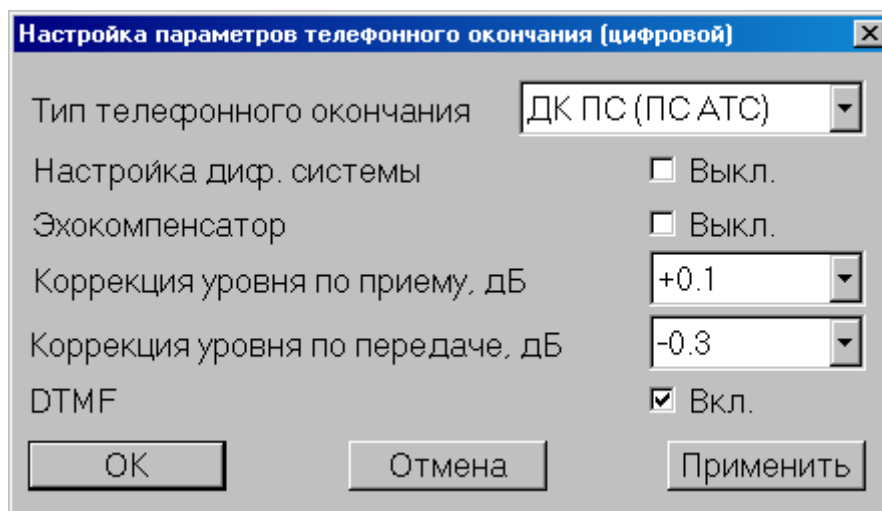 Настройка параметров телефонного окончания (цифровой)
Тип телефонного окончания ДК ПС (ПС АТС)
Настройка диф. системы Выкл.
Эхокомпенсатор Выкл.
Коррекция уровня по приему, дБ +0.1
Коррекция уровня по передаче, дБ -0.3
DTMF Вкл.
ОК Отмена Применить